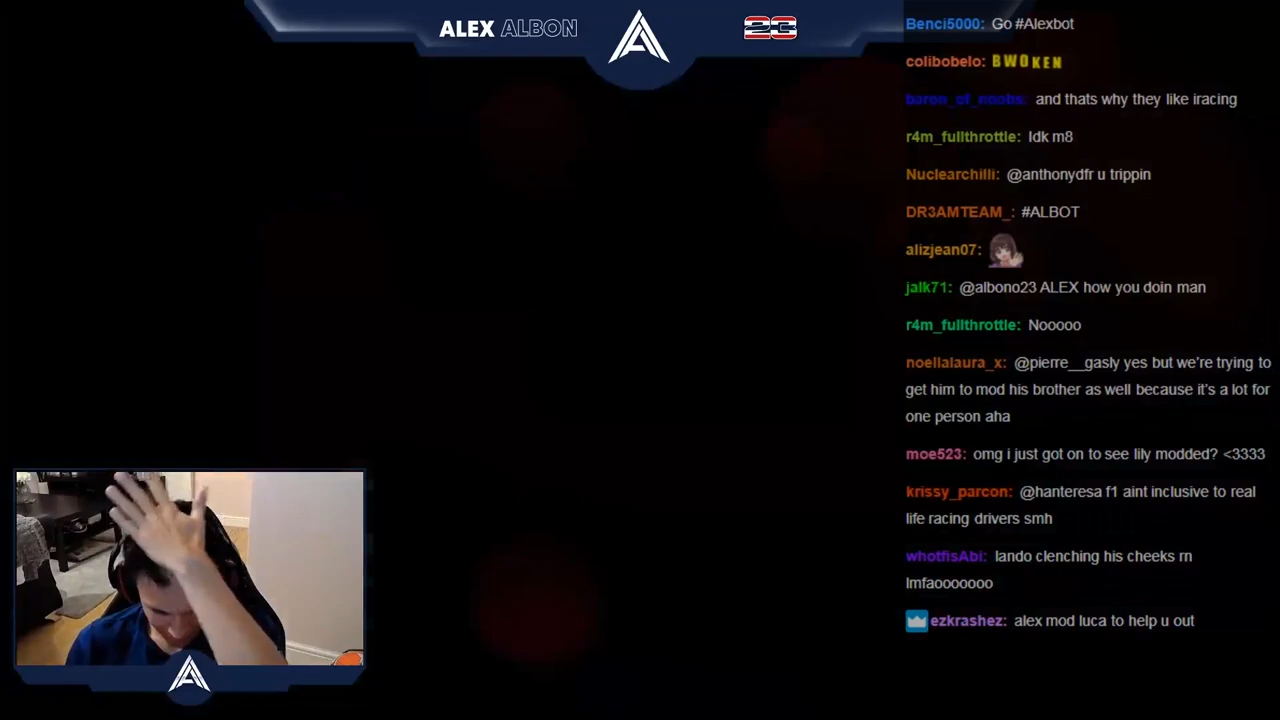 ALEX ALBON
23
Benci5000: Go #Alexbot
colibobelo: BWOKEN
baron_of_noobs: and thats why they like iracing
r4m_fullthrottle: Idk m8
Nuclearchilli: @anthonydfr u trippin
DR3AMTEAM_: #ALBOT
alizjean07:
jalk71: @albono23 ALEX how you doin man
r4m_fullthrottle: Nooooo
noellalaura_x: @pierre__gasly yes but we’re trying to
get him to mod his brother as well because it’s a lot for
one person aha
moe523: omg i just got on to see lily modded? <3333
krissy_parcon: @hanteresa f1 aint inclusive to real
life racing drivers smh
whotfisAbi: lando clenching his cheeks rn
lmfaooooooo
ezkrashez: alex mod luca to help u out